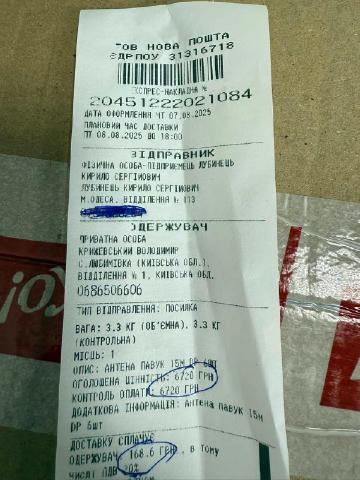 ТОВ НОВА ПОШТА
ЄДРПОУ 31316718
ЕКСПРЕС-НАКЛАДНА №
20451222021084
ДАТА ОФОРМЛЕННЯ ЧТ 07.08.2025
ПЛАНОВИЙ ЧАС ДОСТАВКИ
ПТ 08.08.2025 ДО 18:00
ВІДПРАВНИК
ФІЗИЧНА ОСОБА-ПІДПРИЄМЕЦЬ ЛУБИНЕЦЬ
КИРИЛО СЕРГІЙОВИЧ
ЛУБИНЕЦЬ КИРИЛО СЕРГІЙОВИЧ
М.ОДЕСА, ВІДДІЛЕННЯ № 113
ОДЕРЖУВАЧ
ПРИВАТНА ОСОБА
КРИЖЕВСЬКИЙ ВОЛОДИМИР
С.ЛЮБИМІВКА (КИЇВСЬКА ОБЛ.),
ВІДДІЛЕННЯ № 1, КИЇВСЬКА ОБЛ.
0686506606
ТИП ВІДПРАВЛЕННЯ: ПОСИЛКА
ВАГА: 3.3 КГ (ОБ'ЄМНА), 3.3 КГ
(КОНТРОЛЬНА)
МІСЦЬ: 1
ОПИС: АНТЕНА ПАВУК 15М DP 6ШТ
ОГОЛОШЕНА ЦІННІСТЬ: 6720 ГРН
КОНТРОЛЬ ОПЛАТИ: 6720 ГРН
ДОДАТКОВА ІНФОРМАЦІЯ: Антена павук 15м
DP 6шт
ДОСТАВКУ СПЛАЧУЄ
ОДЕРЖУВАЧ 168.6 ГРН, в тому
ЧИСЛІ ПДВ 20%